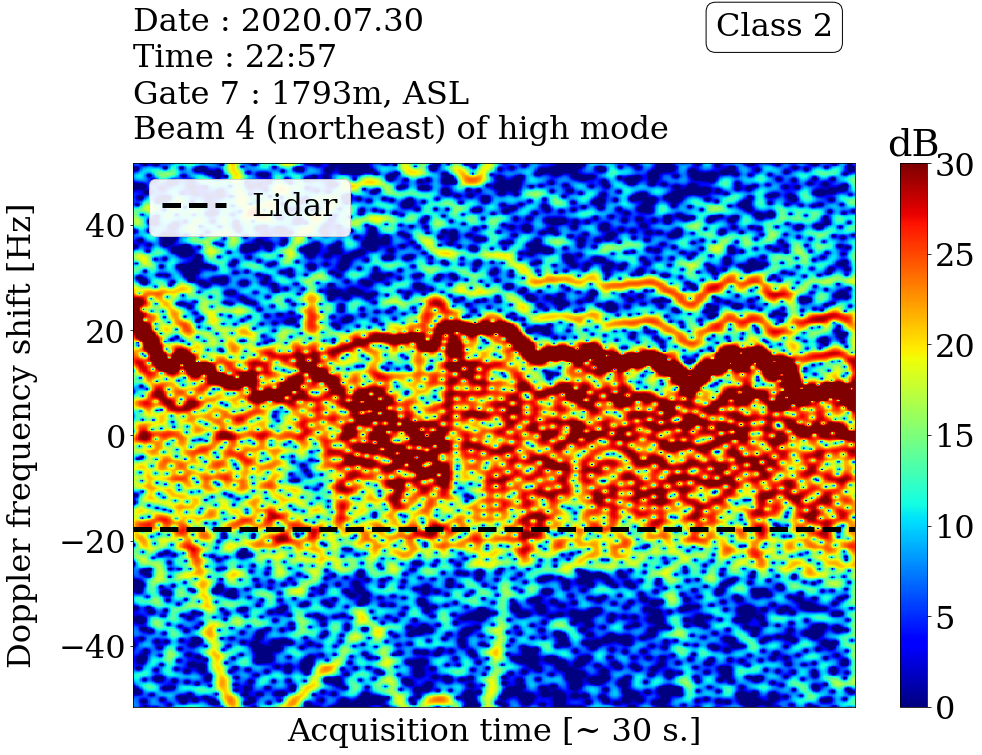 Date : 2020.07.30
Time : 22:57
Gate 7 : 1793m, ASL
Beam 4 (northeast) of high mode
Class 2
dB
Lidar
Doppler frequency shift [Hz]
40
20
0
−20
−40
Acquisition time [~ 30 s.]
30
25
20
15
10
5
0